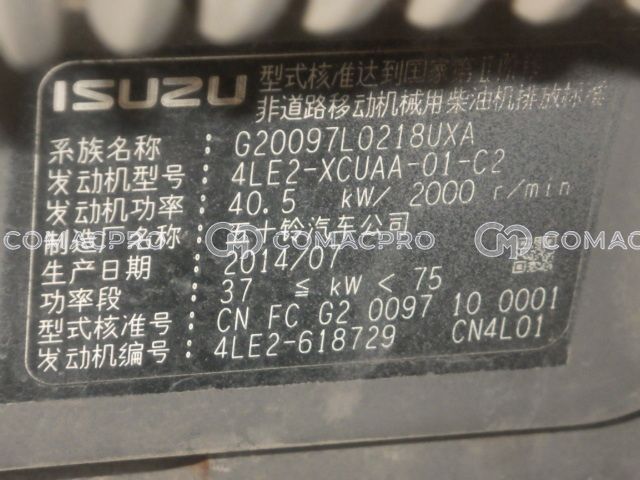 ISUZU 型式核准达到国家第Ⅱ阶段
非道路移动机械用柴油机排放标准
系族名称 : G20097L0218UXA
发动机型号: 4LE2-XCUAA-01-C2
发动机功率: 40.5 kW/ 2000 r/min
制造厂名称: 五十铃汽车公司
COMACPRO COMACPRO COMACPRO
生产日期 : 2014/07
功率段 : 37 ≦ kW < 75
型式核准号: CN FC G2 0097 10 0001
发动机编号: 4LE2-618729 CN4L01